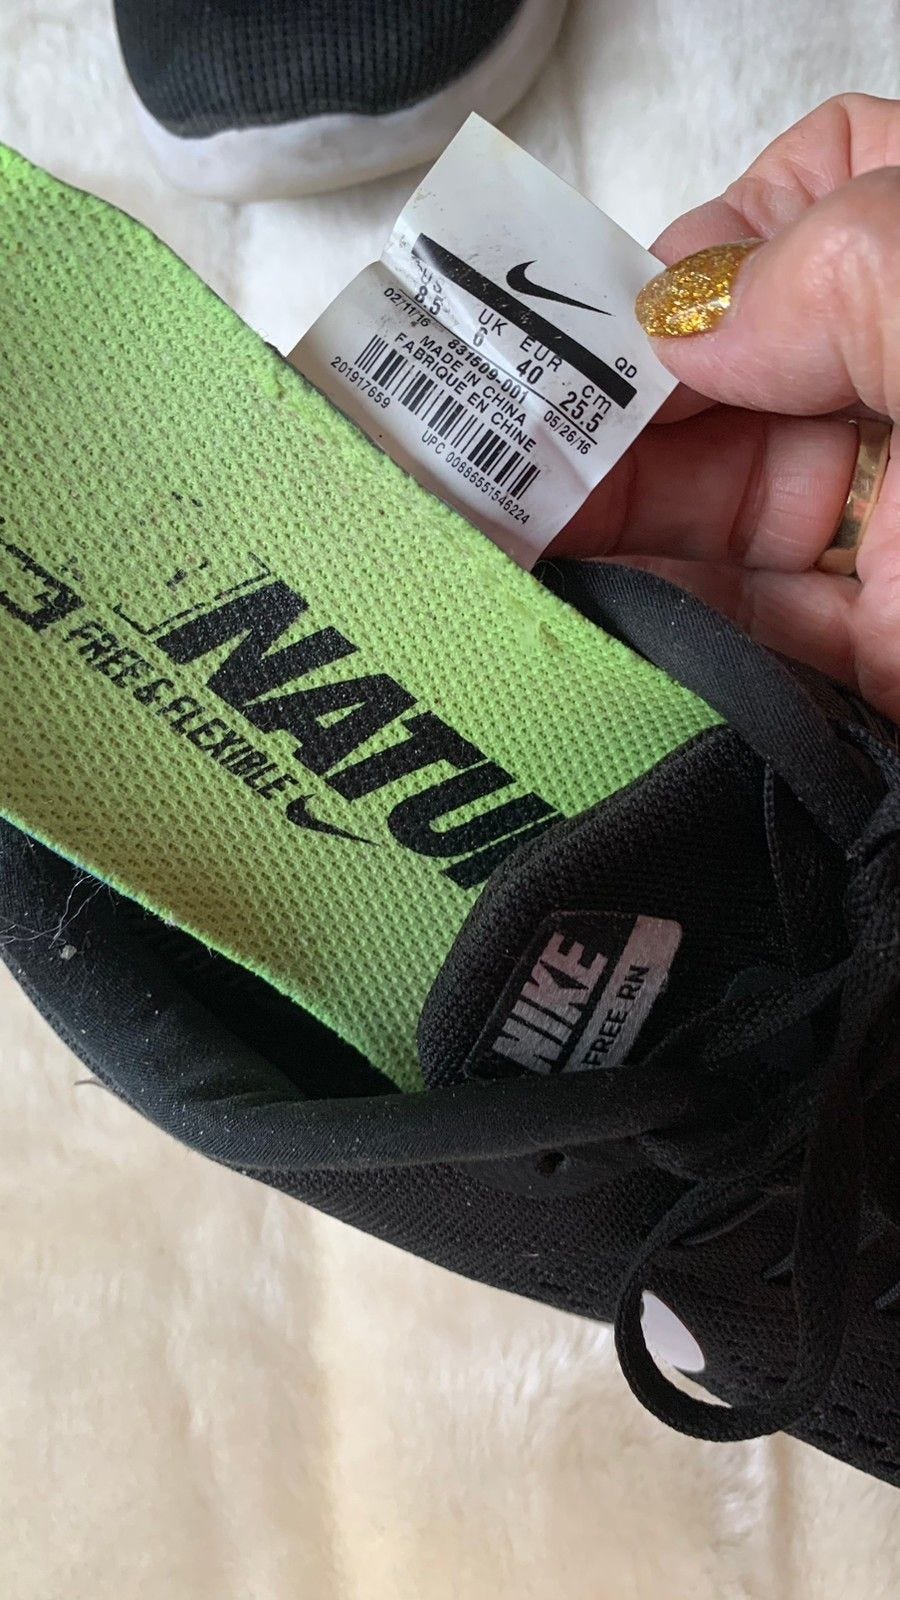 US UK EUR cm QD
8.5 6 40 25.5
02/11/16 831509-001 05/26/16
MADE IN CHINA
FABRIQUE EN CHINE
201917659
UPC 00886551546224
NATU
FREE & FLEXIBLE
NIKE
FREE RN